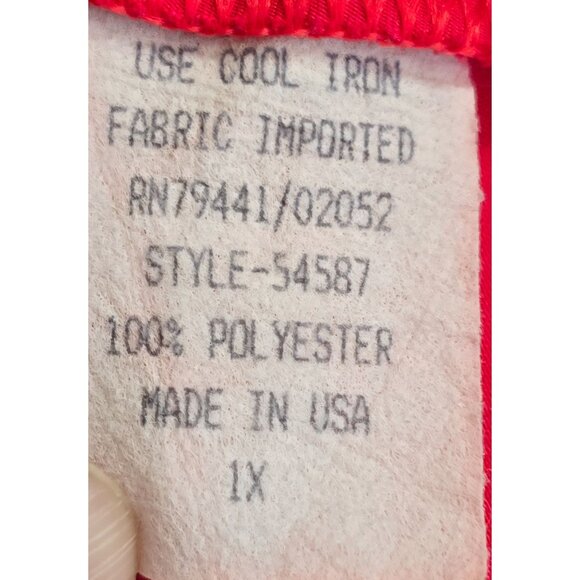 USE COOL IRON
FABRIC IMPORTED
RN79441/02052
STYLE-54587
100% POLYESTER
MADE IN USA
1X